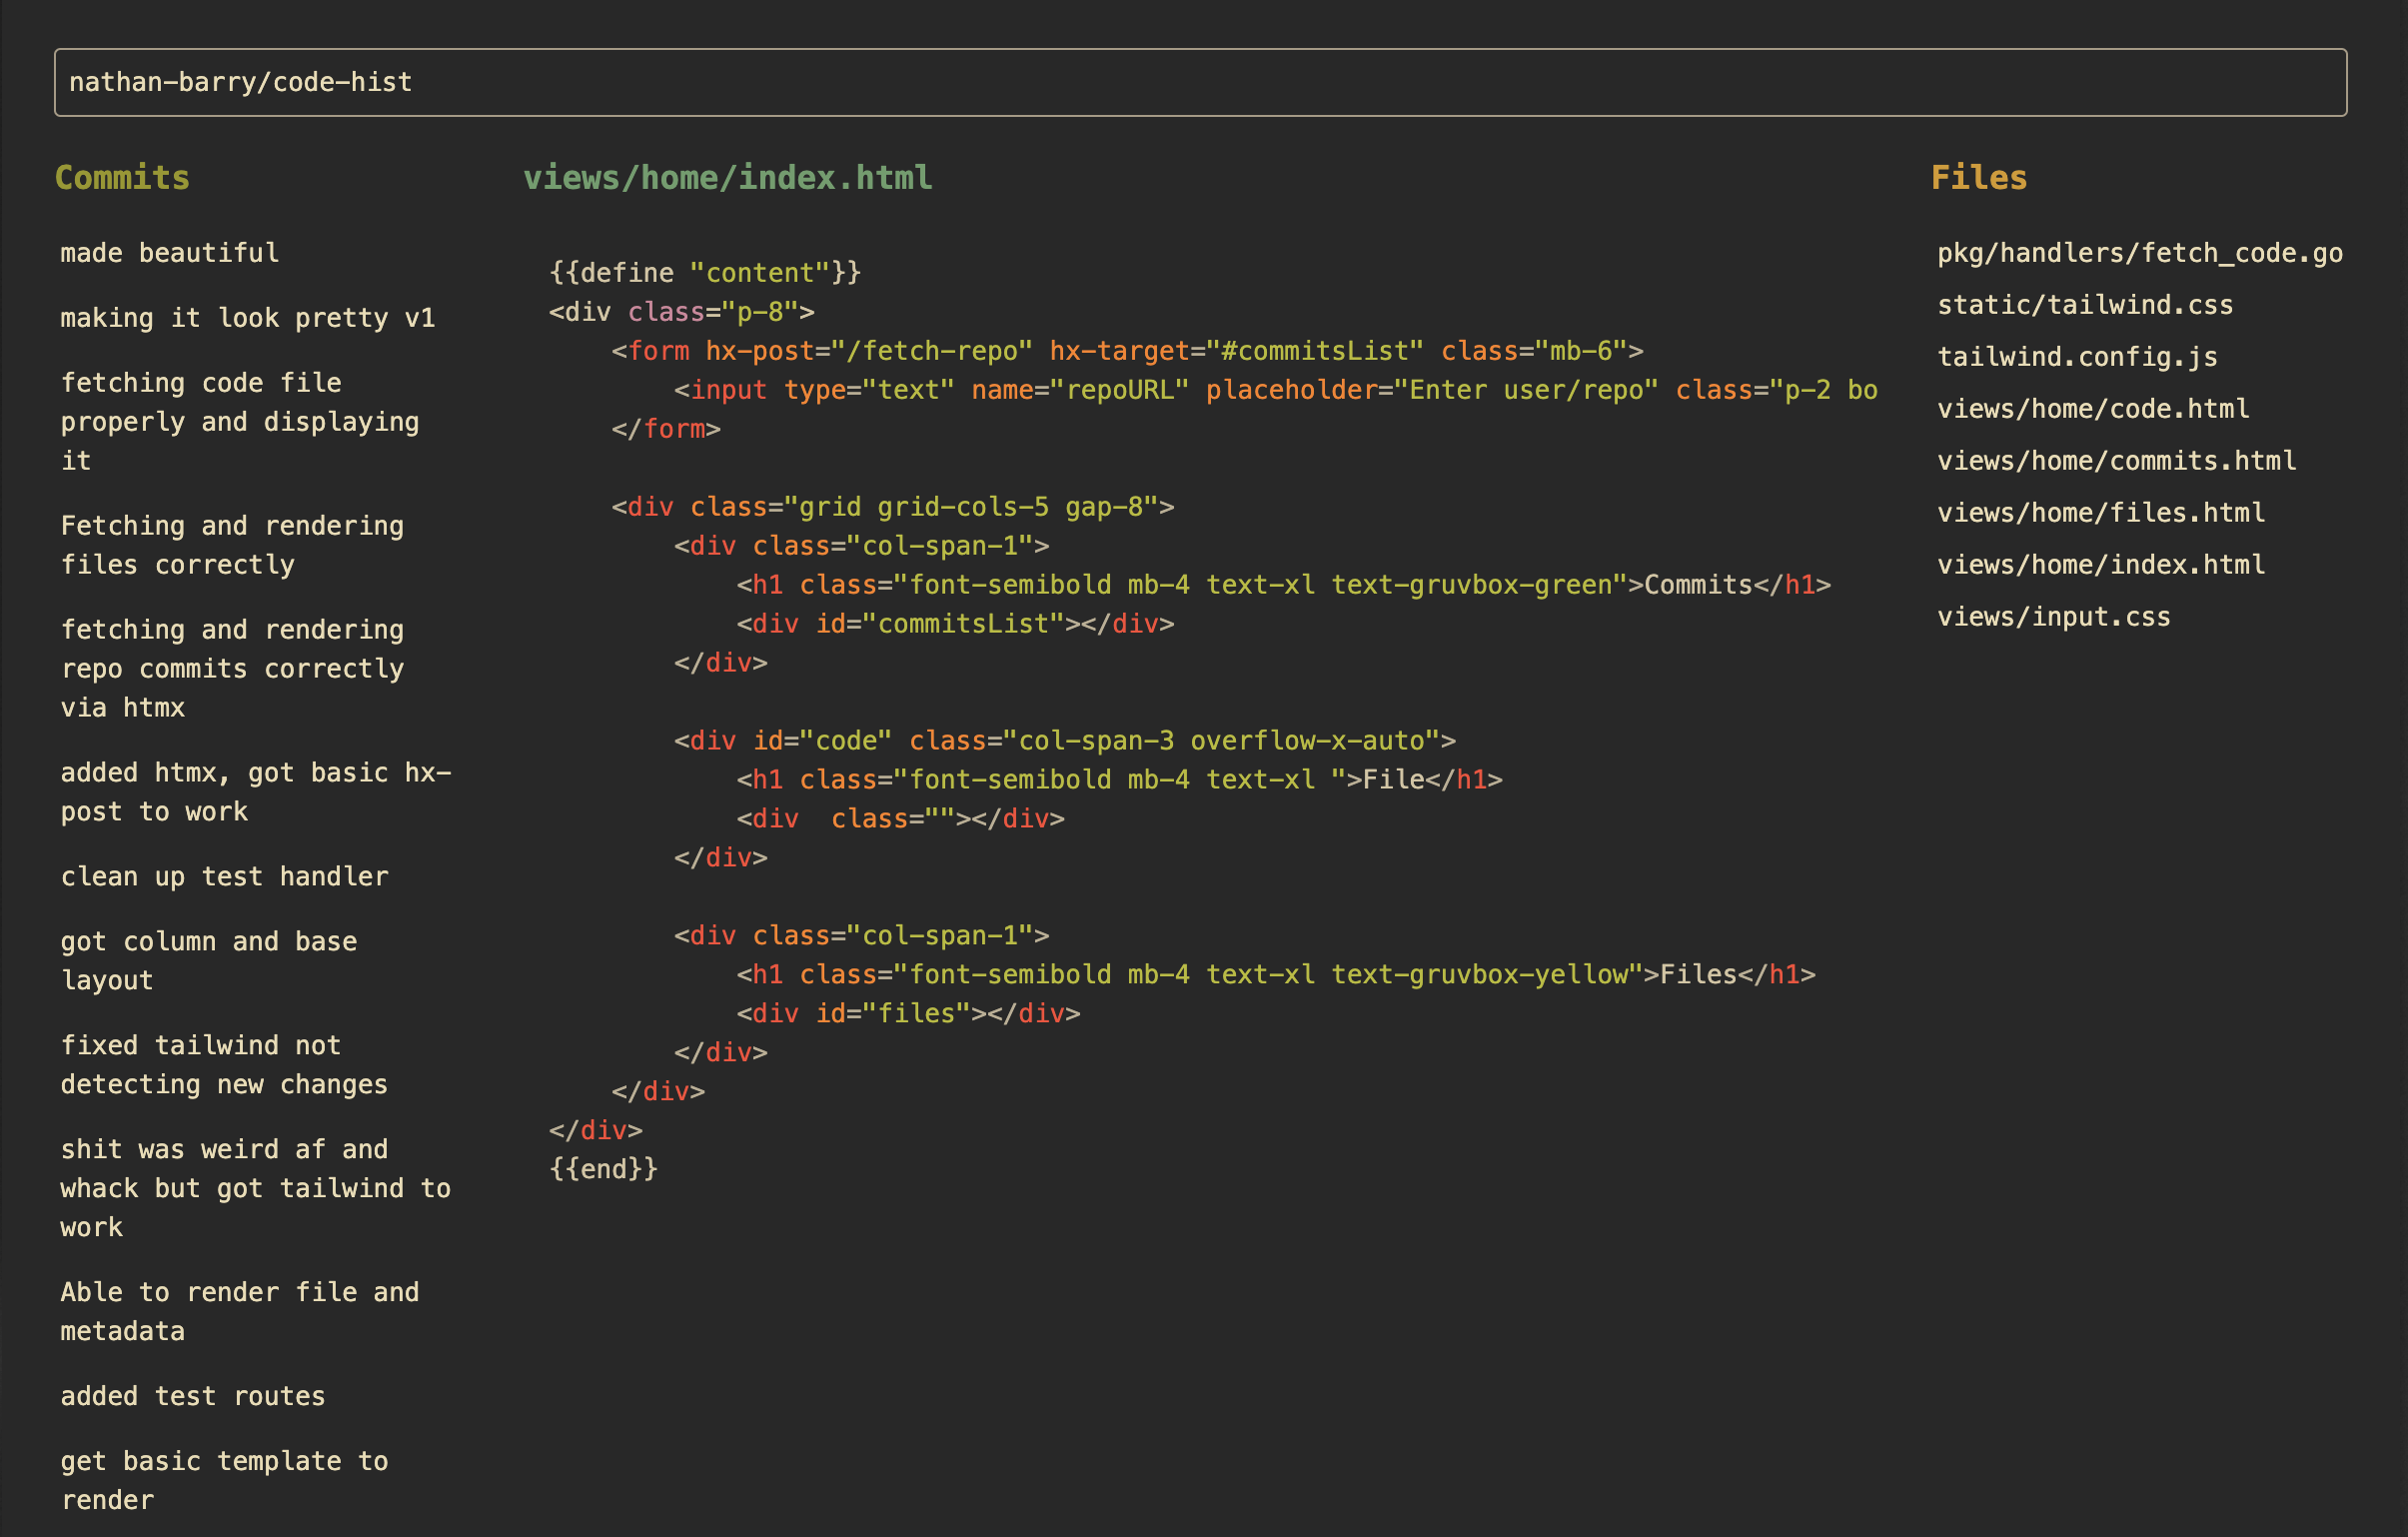 nathan-barry/code-hist
Commits
made beautiful
making it look pretty v1
fetching code file
properly and displaying
it
Fetching and rendering
files correctly
fetching and rendering
repo commits correctly
via htmx
added htmx, got basic hx-
post to work
clean up test handler
got column and base
layout
fixed tailwind not
detecting new changes
shit was weird af and
whack but got tailwind to
work
Able to render file and
metadata
added test routes
get basic template to
render
views/home/index.html
{{define "content"}}
<div class="p-8">
    <form hx-post="/fetch-repo" hx-target="#commitsList" class="mb-6">
        <input type="text" name="repoURL" placeholder="Enter user/repo" class="p-2 bo
    </form>

    <div class="grid grid-cols-5 gap-8">
        <div class="col-span-1">
            <h1 class="font-semibold mb-4 text-xl text-gruvbox-green">Commits</h1>
            <div id="commitsList"></div>
        </div>

        <div id="code" class="col-span-3 overflow-x-auto">
            <h1 class="font-semibold mb-4 text-xl ">File</h1>
            <div  class=""></div>
        </div>

        <div class="col-span-1">
            <h1 class="font-semibold mb-4 text-xl text-gruvbox-yellow">Files</h1>
            <div id="files"></div>
        </div>
    </div>
</div>
{{end}}
Files
pkg/handlers/fetch_code.go
static/tailwind.css
tailwind.config.js
views/home/code.html
views/home/commits.html
views/home/files.html
views/home/index.html
views/input.css